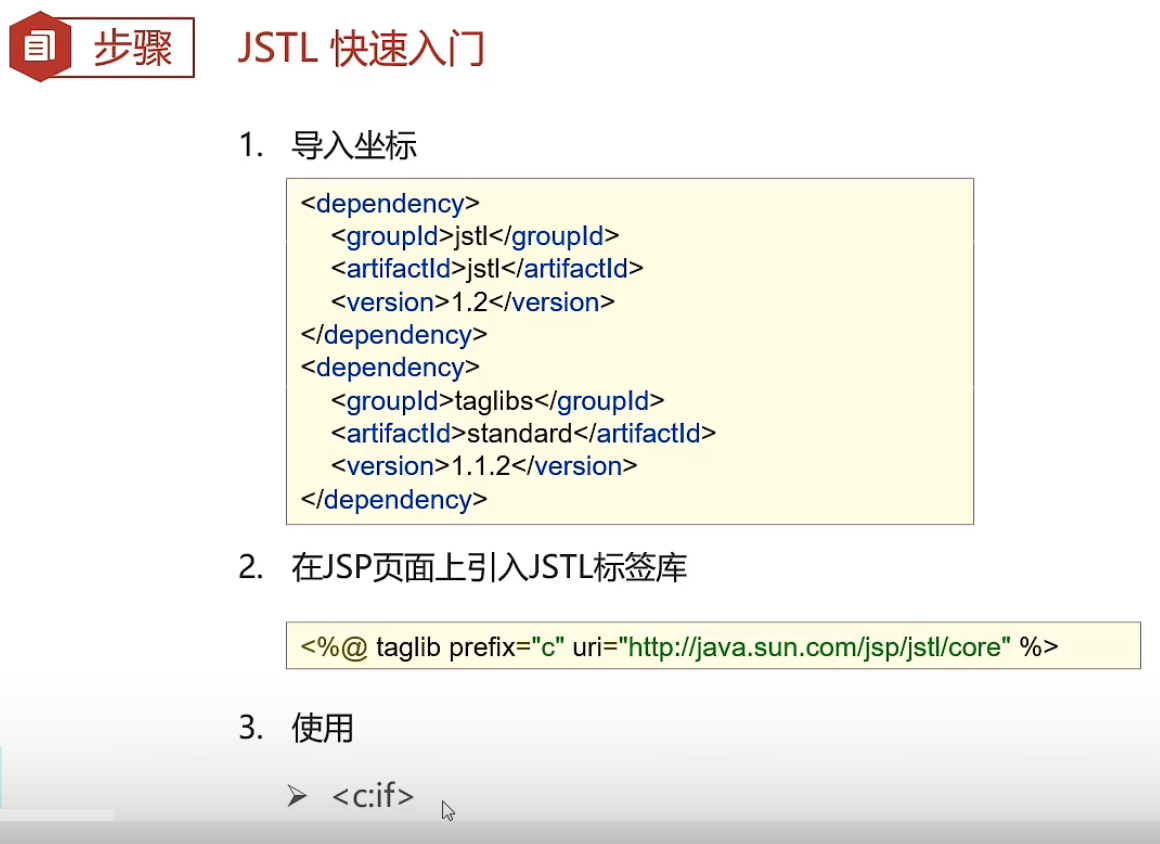 步骤
JSTL 快速入门
1. 导入坐标
<dependency>
<groupId>jstl</groupId>
<artifactId>jstl</artifactId>
<version>1.2</version>
</dependency>
<dependency>
<groupId>taglibs</groupId>
<artifactId>standard</artifactId>
<version>1.1.2</version>
</dependency>
2. 在JSP页面上引入JSTL标签库
<%@ taglib prefix="c" uri="http://java.sun.com/jsp/jstl/core" %>
3. 使用
➢ <c:if>